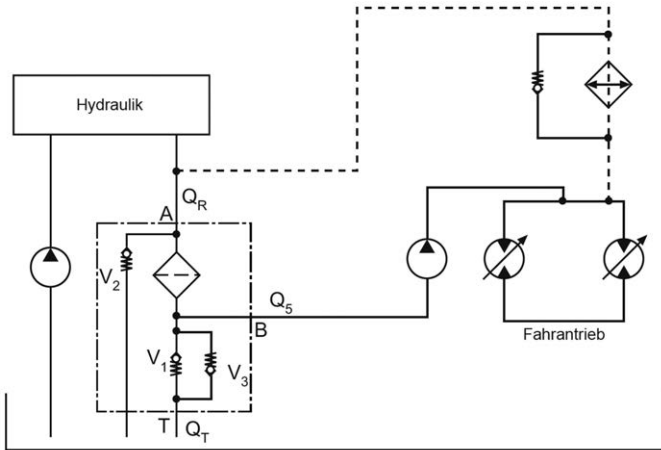 Hydraulik
Q_R
A
V_2
Q_5
B
V_1
V_3
Fahrantrieb
T
Q_T